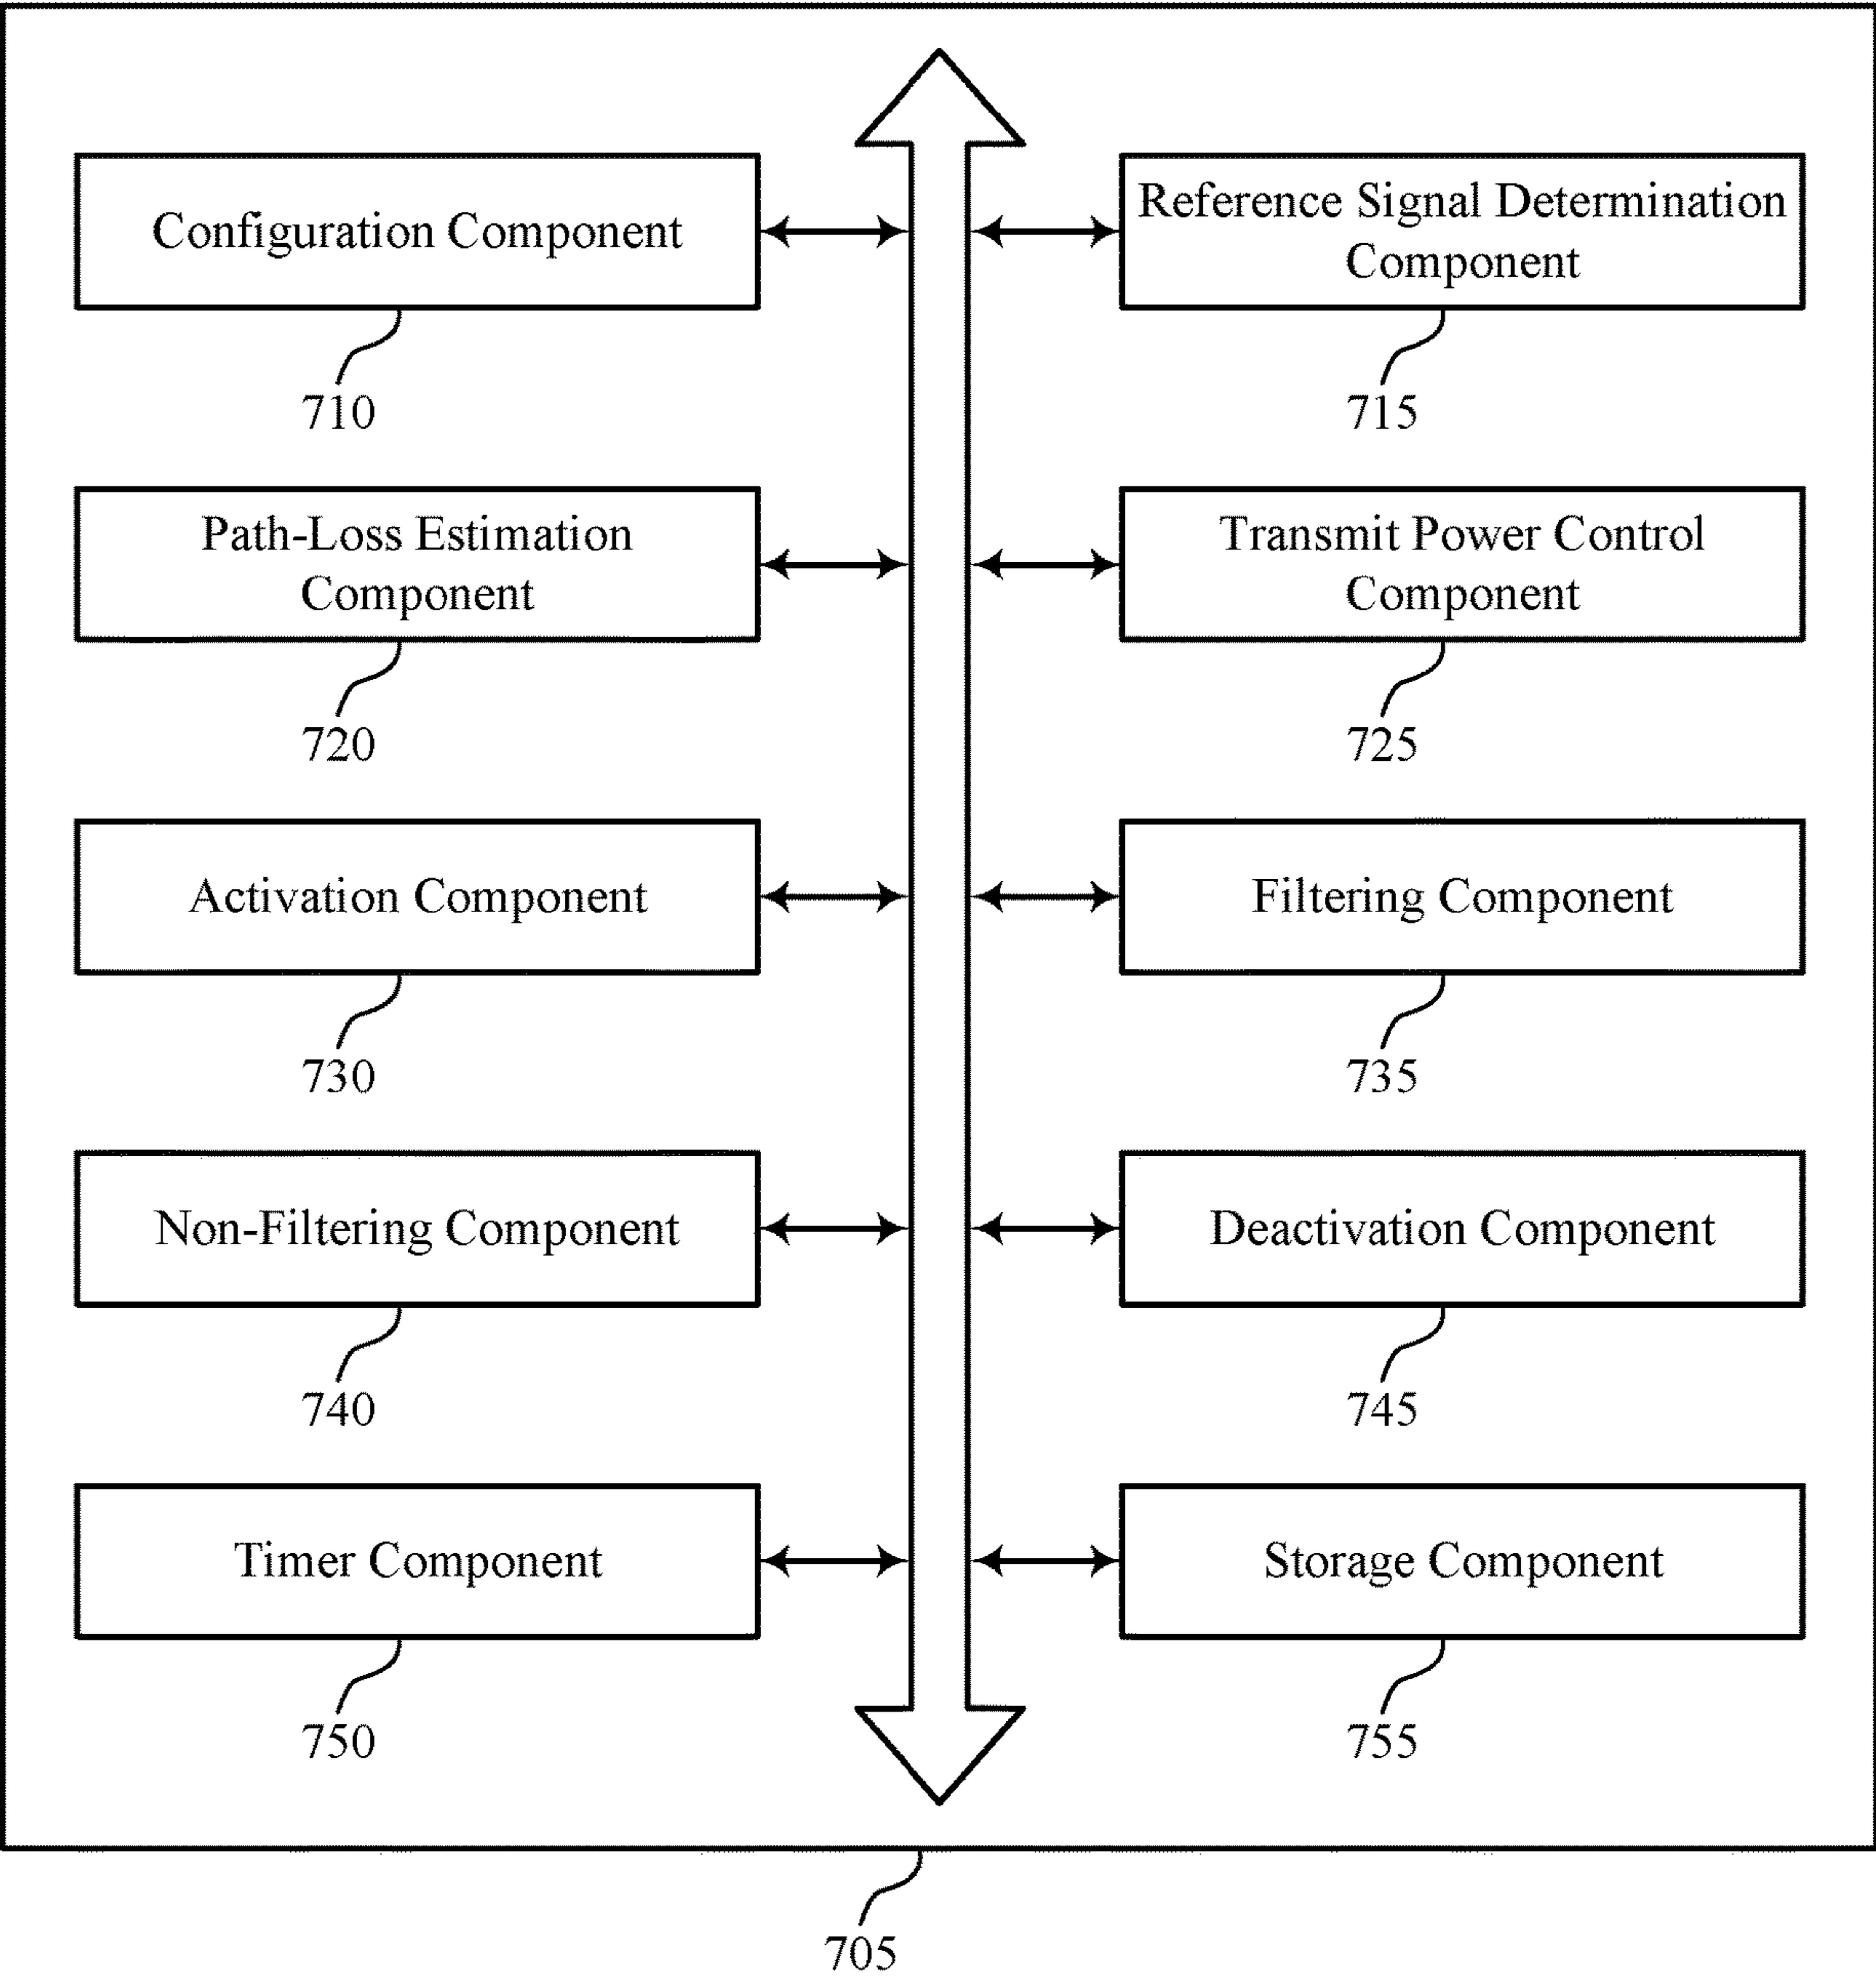 Configuration Component
710
Reference Signal Determination
Component
715
Path-Loss Estimation
Component
720
Transmit Power Control
Component
725
Activation Component
730
Filtering Component
735
Non-Filtering Component
740
Deactivation Component
745
Timer Component
750
Storage Component
755
705